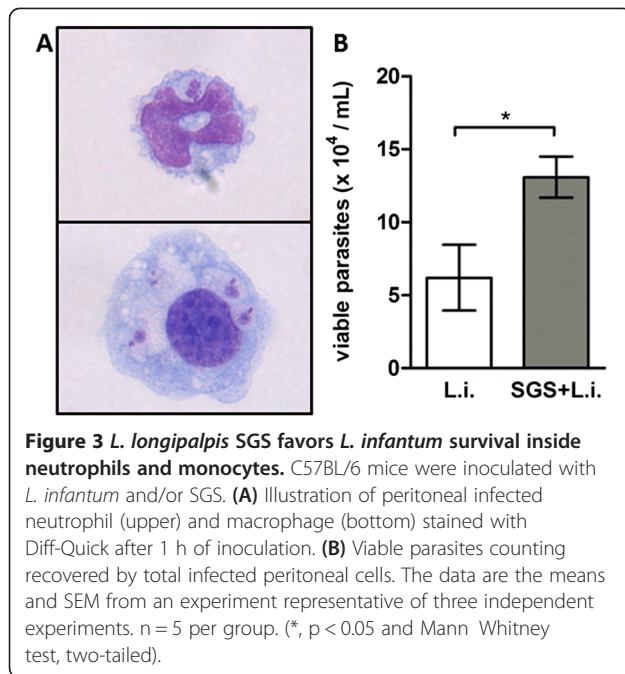 A
B
viable parasites (x 10⁴ / mL)
20
15
10
5
0
*
L.i.
SGS+L.i.
Figure 3 L. longipalpis SGS favors L. infantum survival inside
neutrophils and monocytes. C57BL/6 mice were inoculated with
L. infantum and/or SGS. (A) Illustration of peritoneal infected
neutrophil (upper) and macrophage (bottom) stained with
Diff-Quick after 1 h of inoculation. (B) Viable parasites counting
recovered by total infected peritoneal cells. The data are the means
and SEM from an experiment representative of three independent
experiments. n = 5 per group. (*, p < 0.05 and Mann Whitney
test, two-tailed).